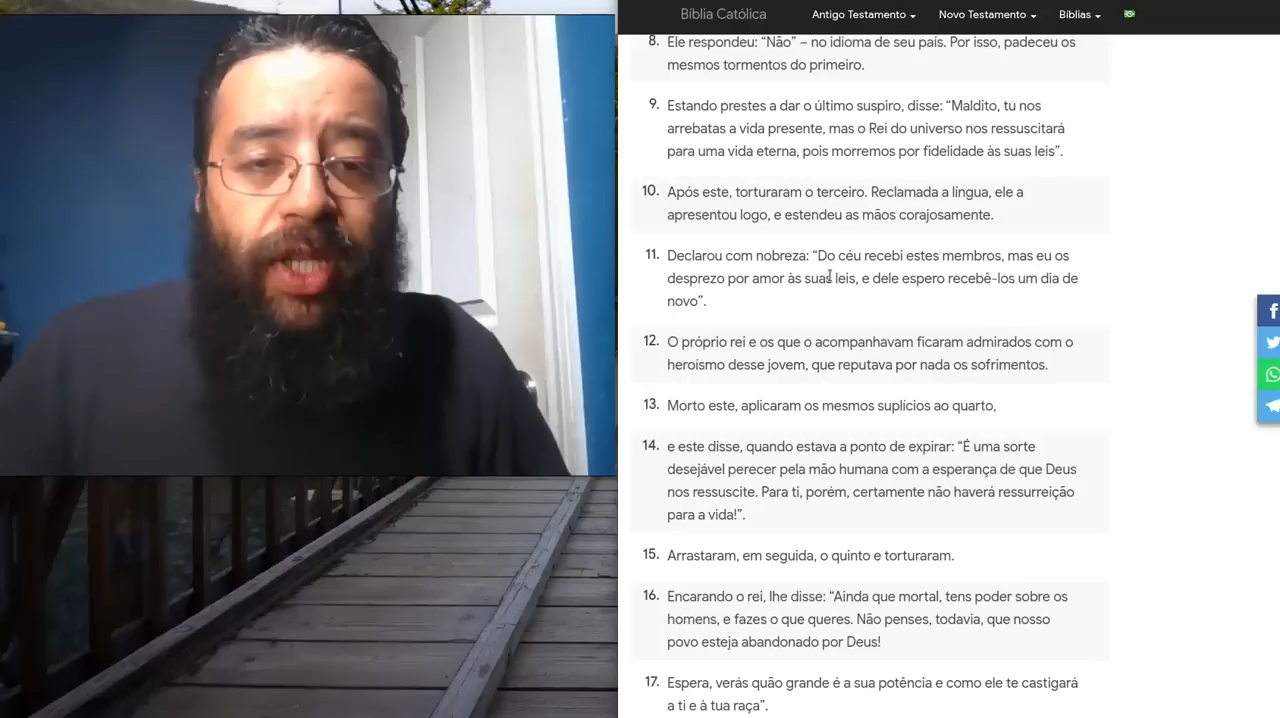 Bíblia Católica
Antigo Testamento
Novo Testamento
Bíblias
8. Ele respondeu: “Não” – no idioma de seu país. Por isso, padeceu os
mesmos tormentos do primeiro.
9. Estando prestes a dar o último suspiro, disse: “Maldito, tu nos
arrebatas a vida presente, mas o Rei do universo nos ressuscitará
para uma vida eterna, pois morremos por fidelidade às suas leis”.
10. Após este, torturaram o terceiro. Reclamada a língua, ele a
apresentou logo, e estendeu as mãos corajosamente.
11. Declarou com nobreza: “Do céu recebi estes membros, mas eu os
desprezo por amor às suas leis, e dele espero recebê-los um dia de
novo”.
12. O próprio rei e os que o acompanhavam ficaram admirados com o
heroísmo desse jovem, que reputava por nada os sofrimentos.
13. Morto este, aplicaram os mesmos suplícios ao quarto,
14. e este disse, quando estava a ponto de expirar: “É uma sorte
desejável perecer pela mão humana com a esperança de que Deus
nos ressuscite. Para ti, porém, certamente não haverá ressurreição
para a vida!”.
15. Arrastaram, em seguida, o quinto e torturaram.
16. Encarando o rei, lhe disse: “Ainda que mortal, tens poder sobre os
homens, e fazes o que queres. Não penses, todavia, que nosso
povo esteja abandonado por Deus!
17. Espera, verás quão grande é a sua potência e como ele te castigará
a ti e à tua raça”.